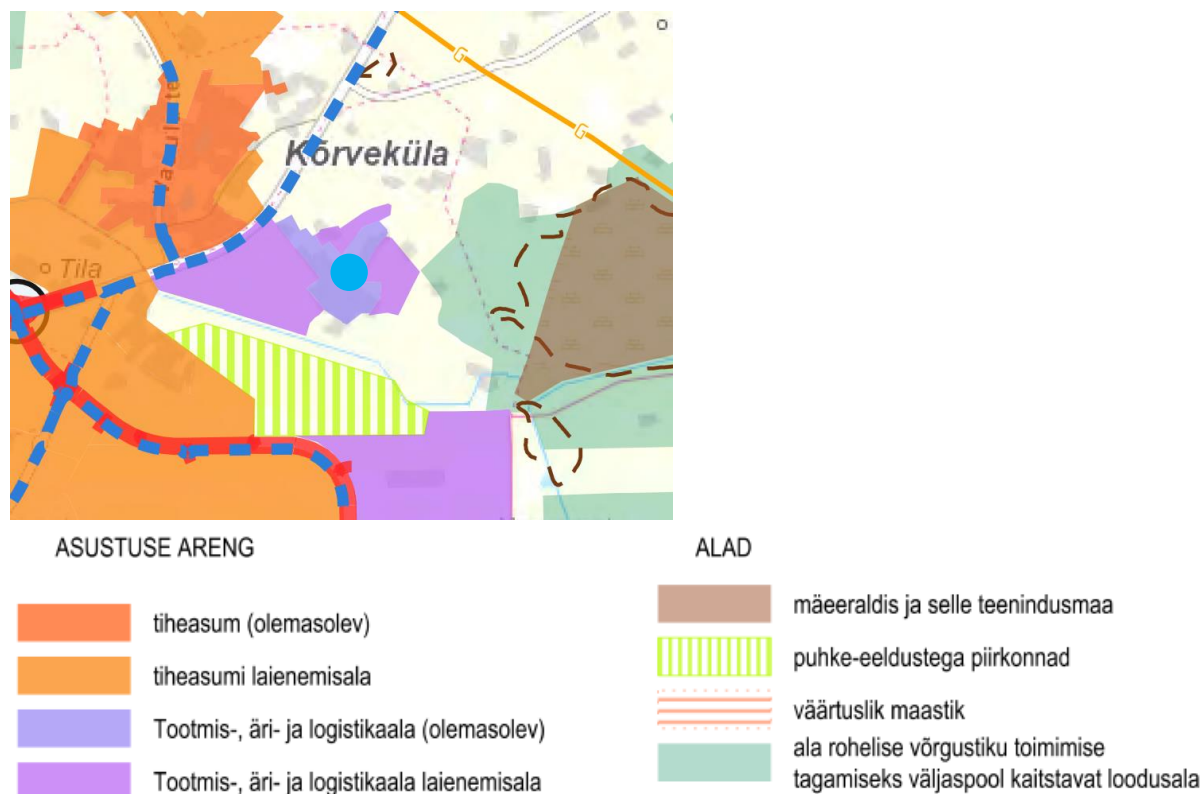 G
G
Kõrveküla
Tila
ASUSTUSE ARENG
tiheasum (olemasolev)
tiheasumi laienemisala
Tootmis-, äri- ja logistikaala (olemasolev)
Tootmis-, äri- ja logistikaala laienemisala
ALAD
mäeeraldis ja selle teenindusmaa
puhke-eeldustega piirkonnad
väärtuslik maastik
ala rohelise võrgustiku toimimise
tagamiseks väljaspool kaitstavat loodusala